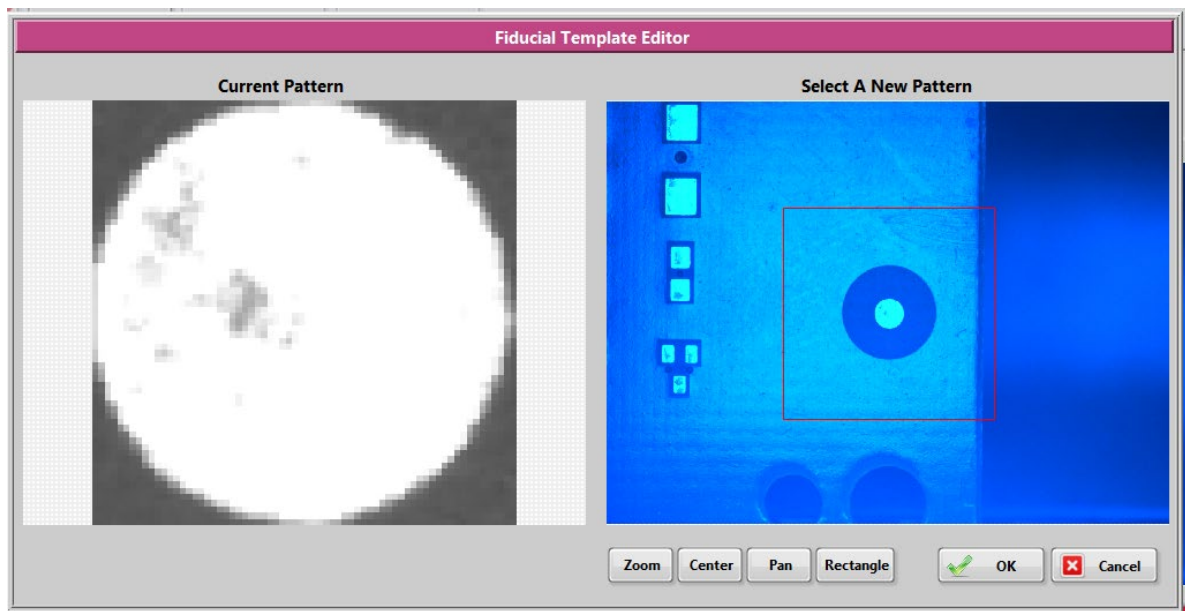 Fiducial Template Editor
Current Pattern
Select A New Pattern
Zoom Center Pan Rectangle OK Cancel